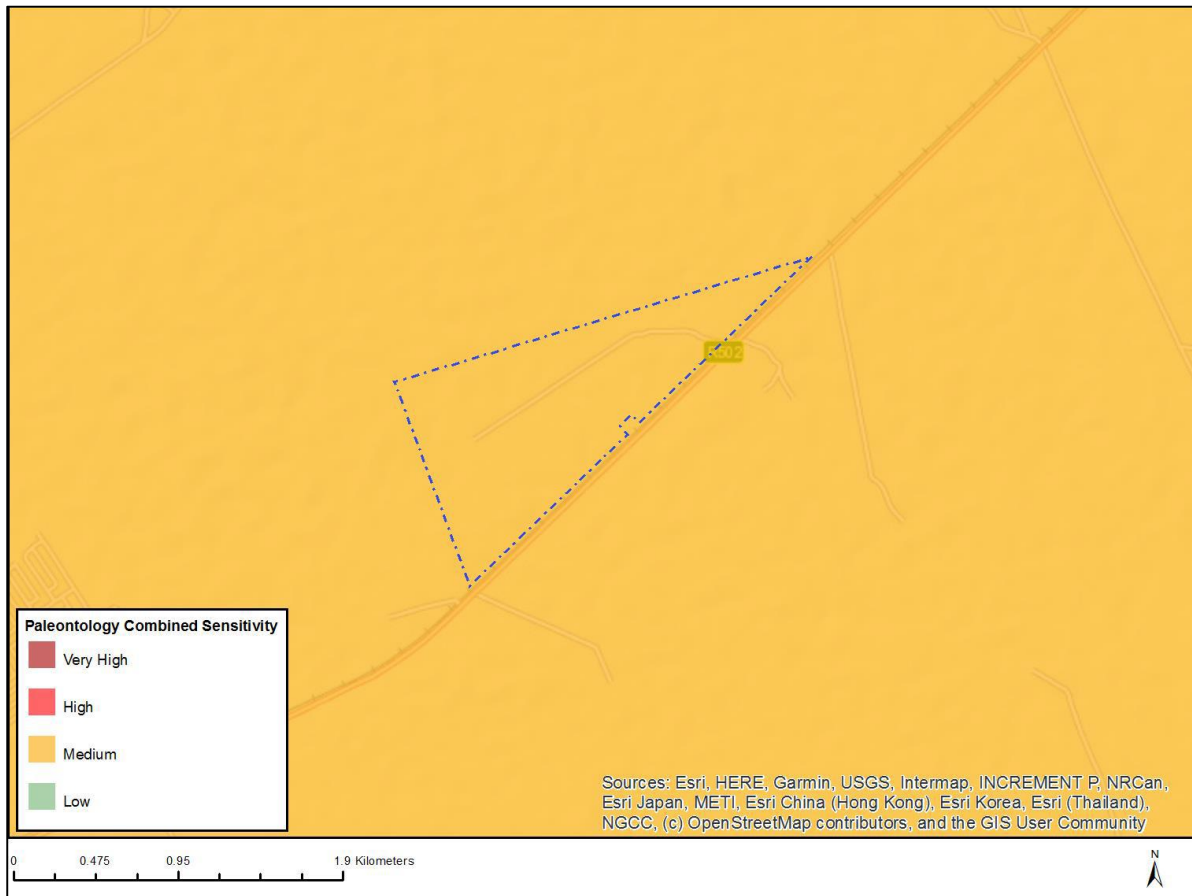 R502
Paleontology Combined Sensitivity
Very High
High
Medium
Low
Sources: Esri, HERE, Garmin, USGS, Intermap, INCREMENT P, NRCan,
Esri Japan, METI, Esri China (Hong Kong), Esri Korea, Esri (Thailand),
NGCC, (c) OpenStreetMap contributors, and the GIS User Community
0 0.475 0.95 1.9 Kilometers
N